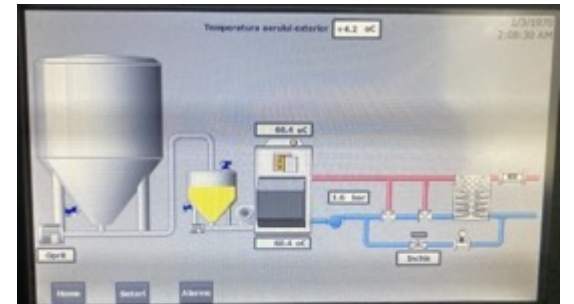 Temperatura aerului exterior +4.2 oC
1/3/1970
2:08:30 AM
60.4 oC
1.6 bar
60.4 oC
Oprit
Inchis
Home
Setari
Alarme